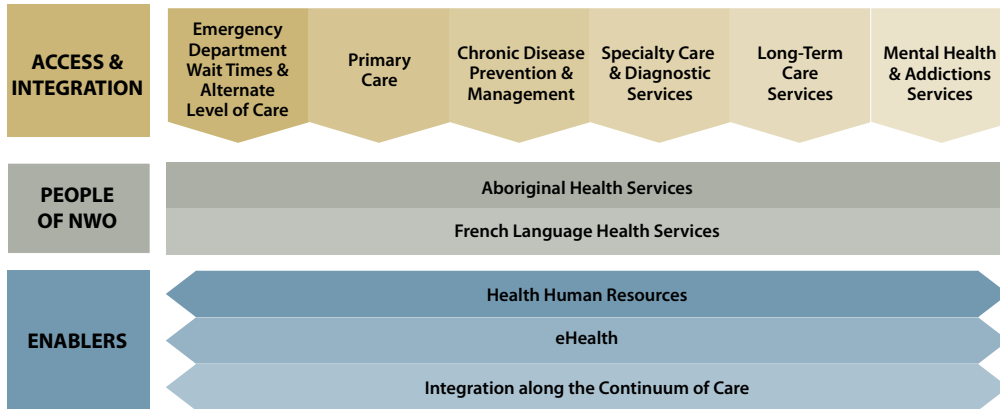 ACCESS &
INTEGRATION
Emergency
Department
Wait Times &
Alternate
Level of Care
Primary
Care
Chronic Disease
Prevention &
Management
Specialty Care
& Diagnostic
Services
Long-Term
Care
Services
Mental Health
& Addictions
Services
PEOPLE
OF NWO
Aboriginal Health Services
French Language Health Services
ENABLERS
Health Human Resources
eHealth
Integration along the Continuum of Care